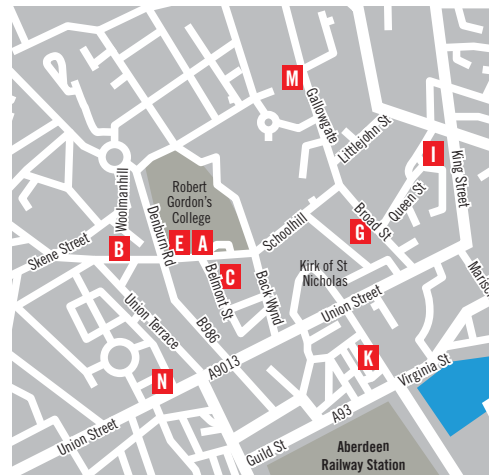 M
Gallowgate
Littlejohn St
I
King Street
Robert
Gordon's
College
Woolmanhill
Denburn Rd
Queen St
Broad St
G
Skene Street
B
E
A
Schoolhill
C
Belmont St
Back Wynd
Kirk of St
Nicholas
Marisc
Union Terrace
B986
Union Street
K
A9013
Virginia St
N
Union Street
A93
Guild St
Aberdeen
Railway Station